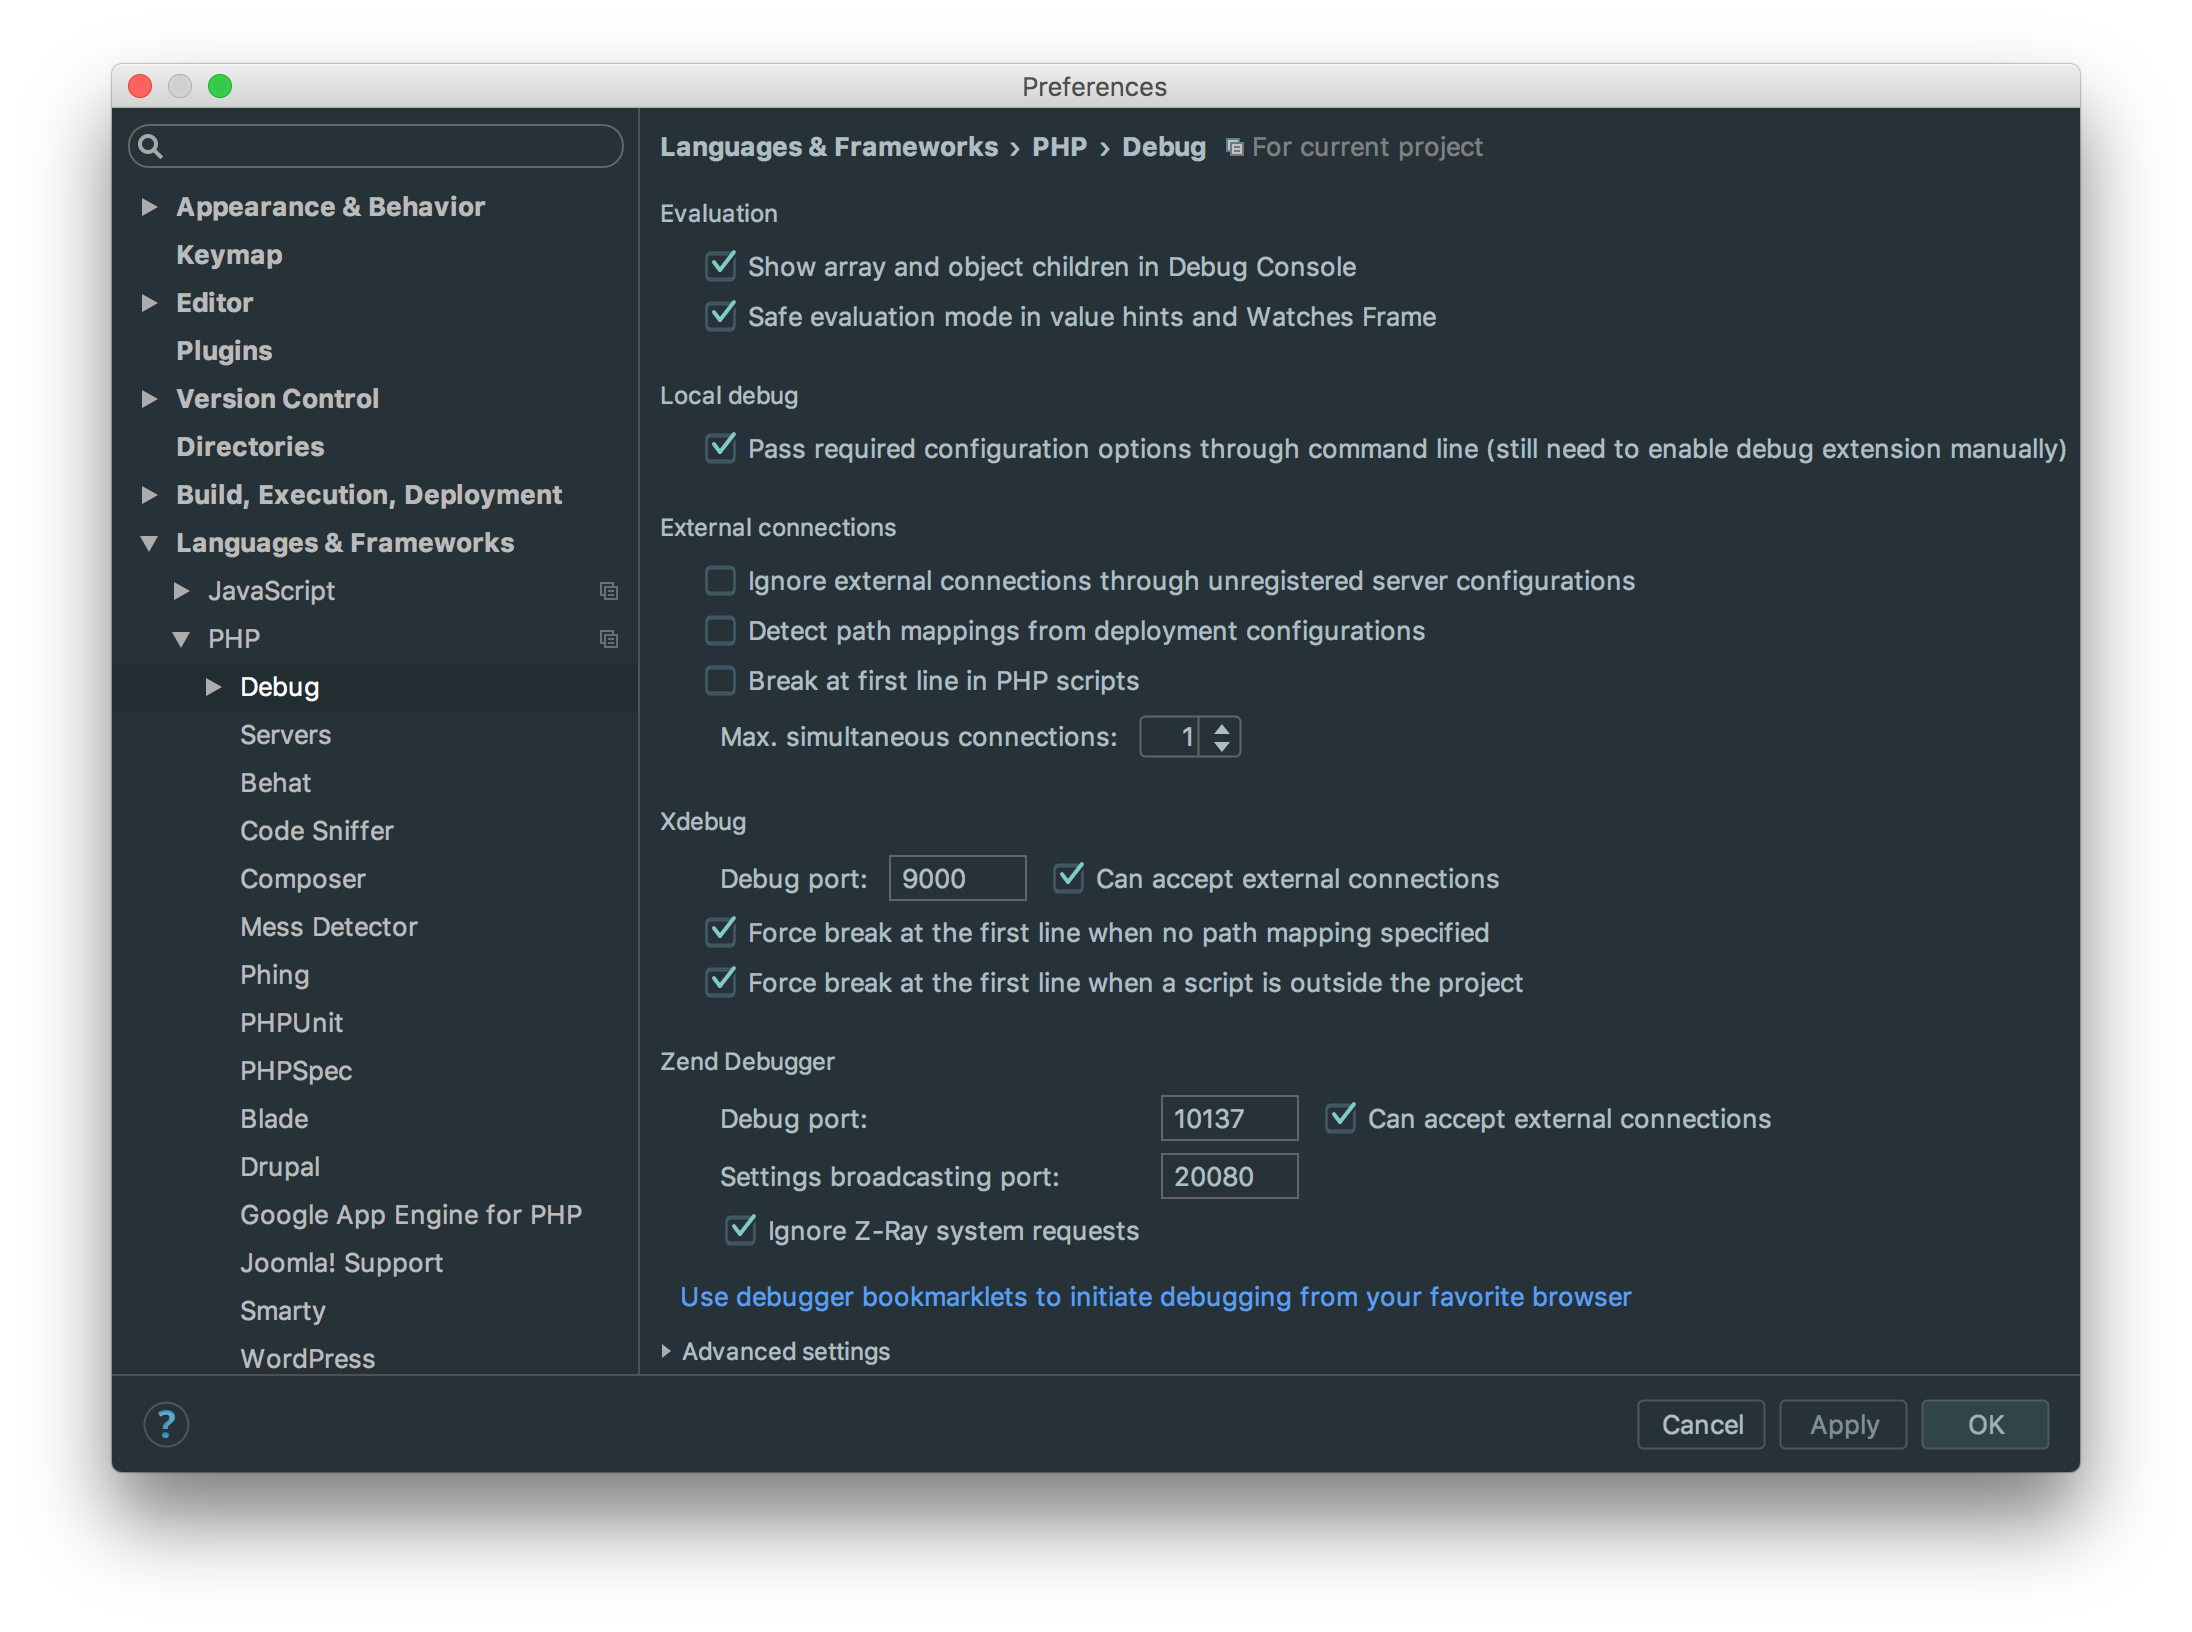 Preferences
Appearance & Behavior
Keymap
Editor
Plugins
Version Control
Directories
Build, Execution, Deployment
Languages & Frameworks
JavaScript
PHP
Debug
Servers
Behat
Code Sniffer
Composer
Mess Detector
Phing
PHPUnit
PHPSpec
Blade
Drupal
Google App Engine for PHP
Joomla! Support
Smarty
WordPress
Languages & Frameworks › PHP › Debug For current project
Evaluation
Show array and object children in Debug Console
Safe evaluation mode in value hints and Watches Frame
Local debug
Pass required configuration options through command line (still need to enable debug extension manually)
External connections
Ignore external connections through unregistered server configurations
Detect path mappings from deployment configurations
Break at first line in PHP scripts
Max. simultaneous connections: 1
Xdebug
Debug port: 9000 Can accept external connections
Force break at the first line when no path mapping specified
Force break at the first line when a script is outside the project
Zend Debugger
Debug port: 10137 Can accept external connections
Settings broadcasting port: 20080
Ignore Z-Ray system requests
Use debugger bookmarklets to initiate debugging from your favorite browser
Advanced settings
? Cancel Apply OK